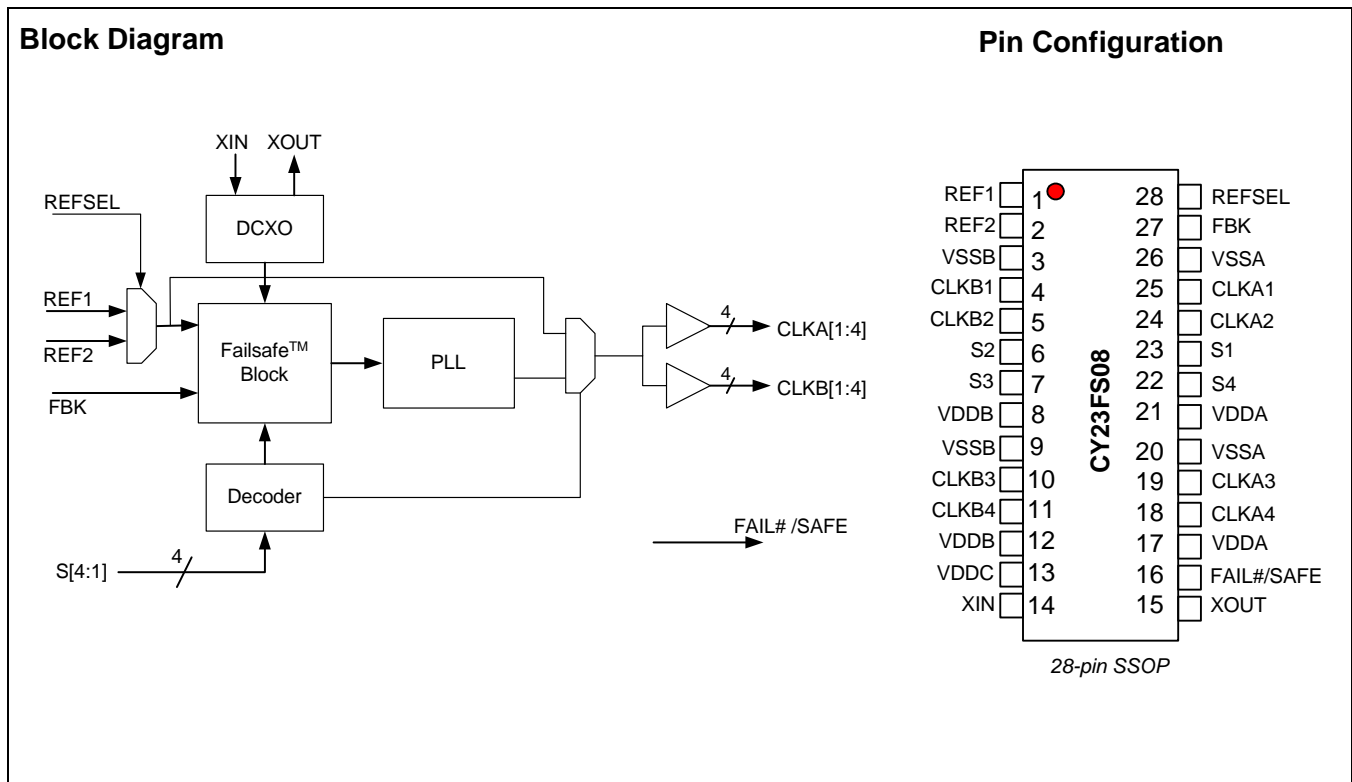 Block Diagram
Pin Configuration
XIN
XOUT
REFSEL
DCXO
REF1
REF2
Failsafe™
Block
PLL
4
CLKA[1:4]
4
CLKB[1:4]
FBK
Decoder
FAIL# /SAFE
4
S[4:1]
REF1 1 28 REFSEL
REF2 2 27 FBK
VSSB 3 26 VSSA
CLKB1 4 25 CLKA1
CLKB2 5 24 CLKA2
S2 6 23 S1
S3 7 22 S4
VDDB 8 21 VDDA
VSSB 9 20 VSSA
CLKB3 10 19 CLKA3
CLKB4 11 18 CLKA4
VDDB 12 17 VDDA
VDDC 13 16 FAIL#/SAFE
XIN 14 15 XOUT
CY23FS08
28-pin SSOP